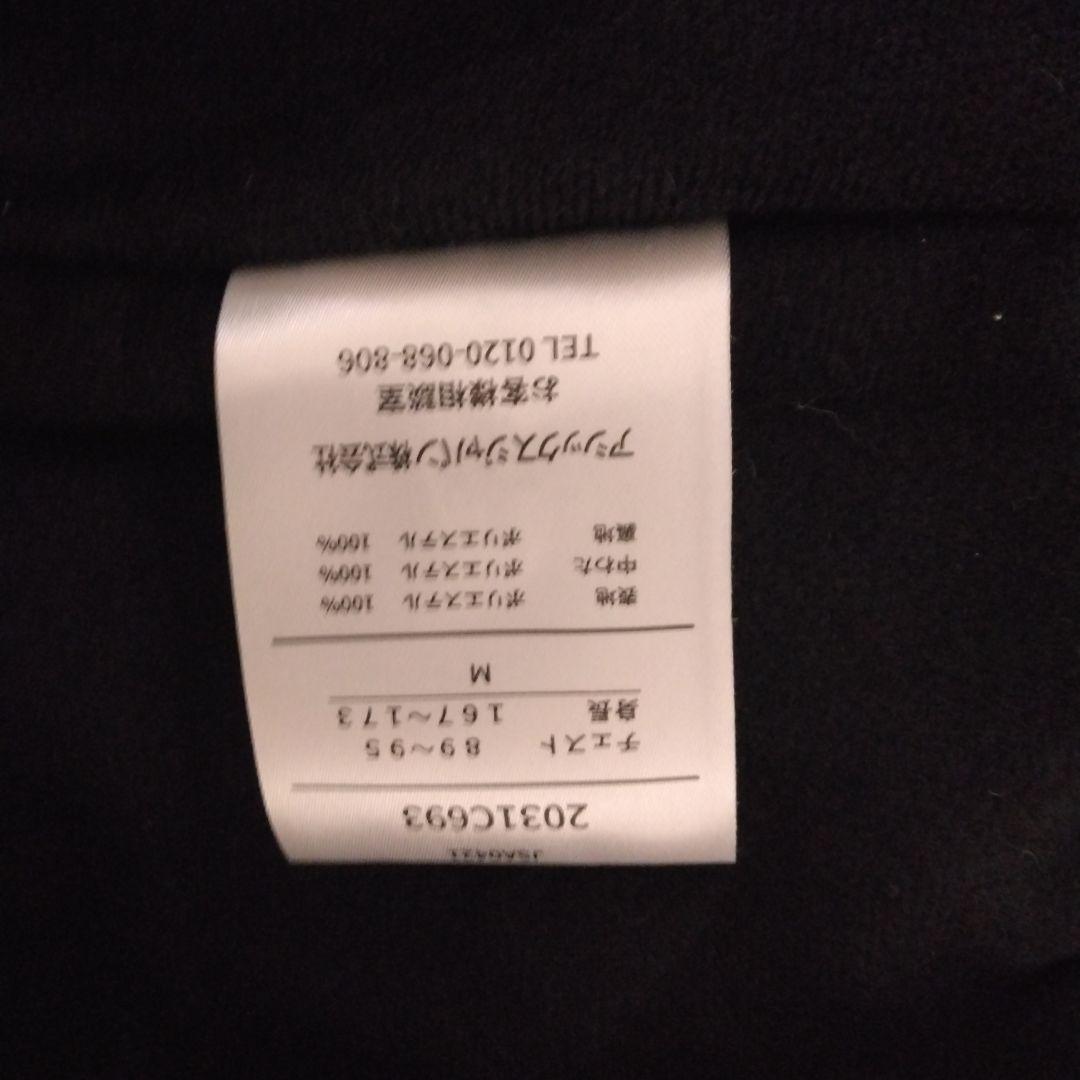 2031C693
チェスト 89〜95
身長 167〜173
M
表地 ポリエステル 100%
中わた ポリエステル 100%
裏地 ポリエステル 100%
アシックスジャパン株式会社
お客様相談室
TEL 0120-068-806